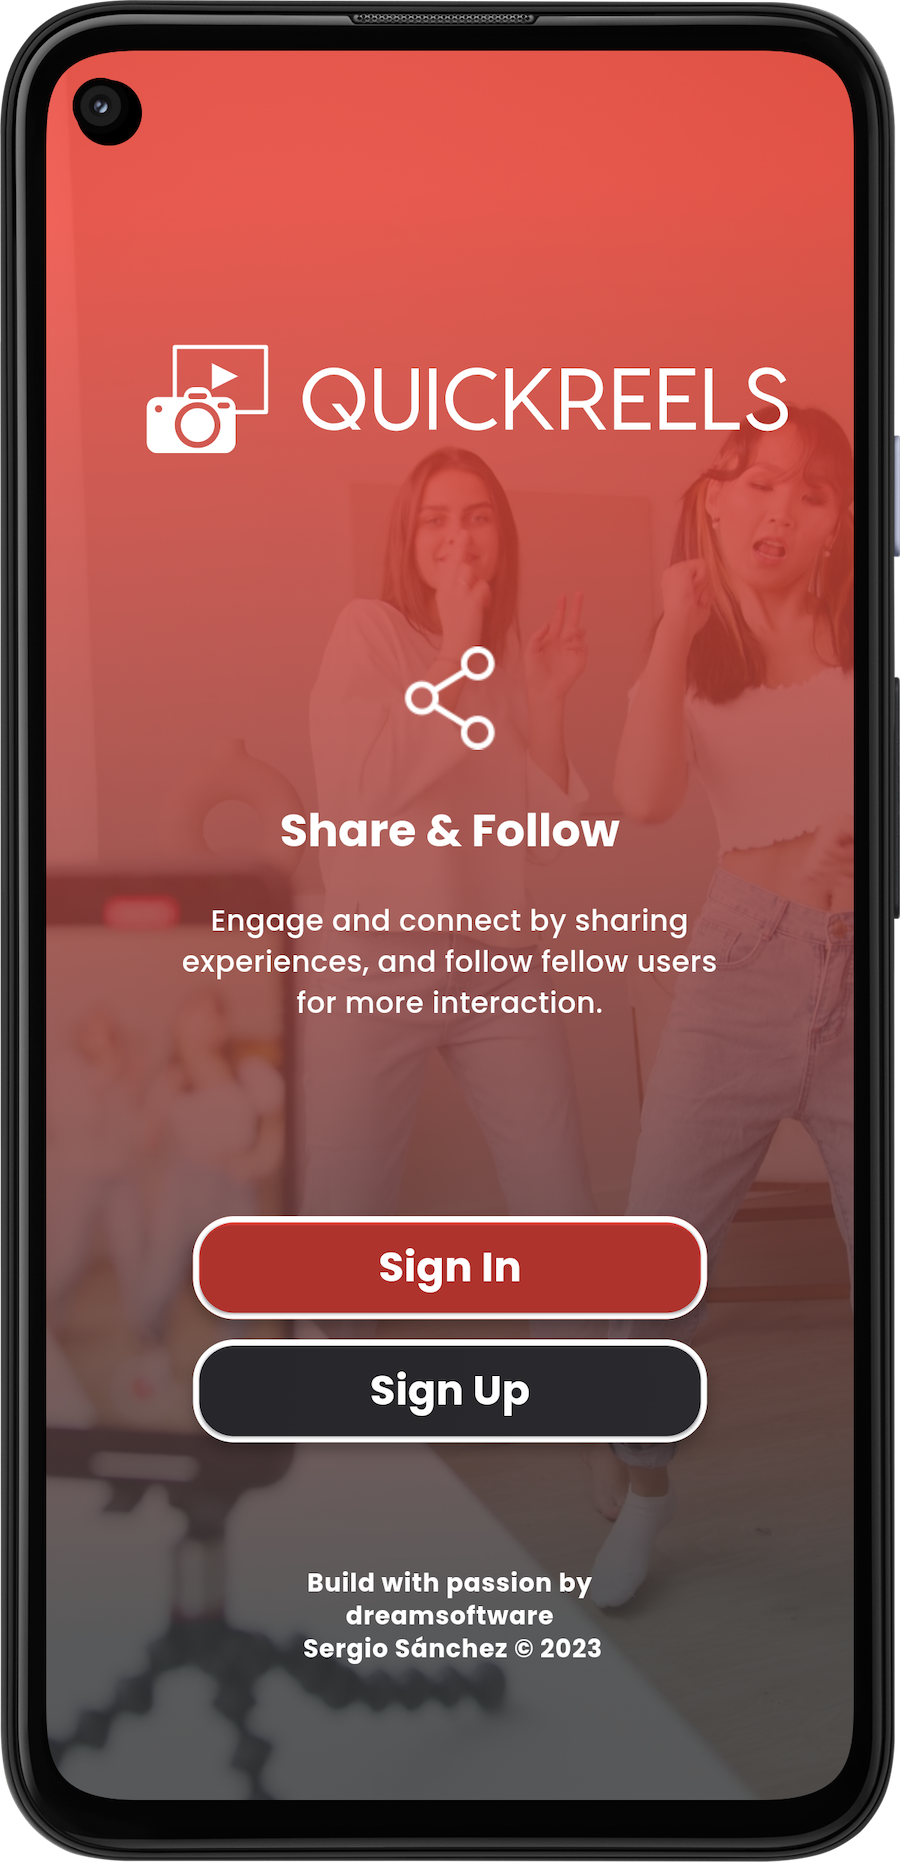 QUICKREELS
Share & Follow
Engage and connect by sharing
experiences, and follow fellow users
for more interaction.
Sign In
Sign Up
Build with passion by
dreamsoftware
Sergio Sánchez © 2023